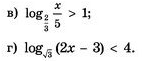 в) log_{2/3} x/5 > 1;
г) log_{√3} (2x − 3) < 4.